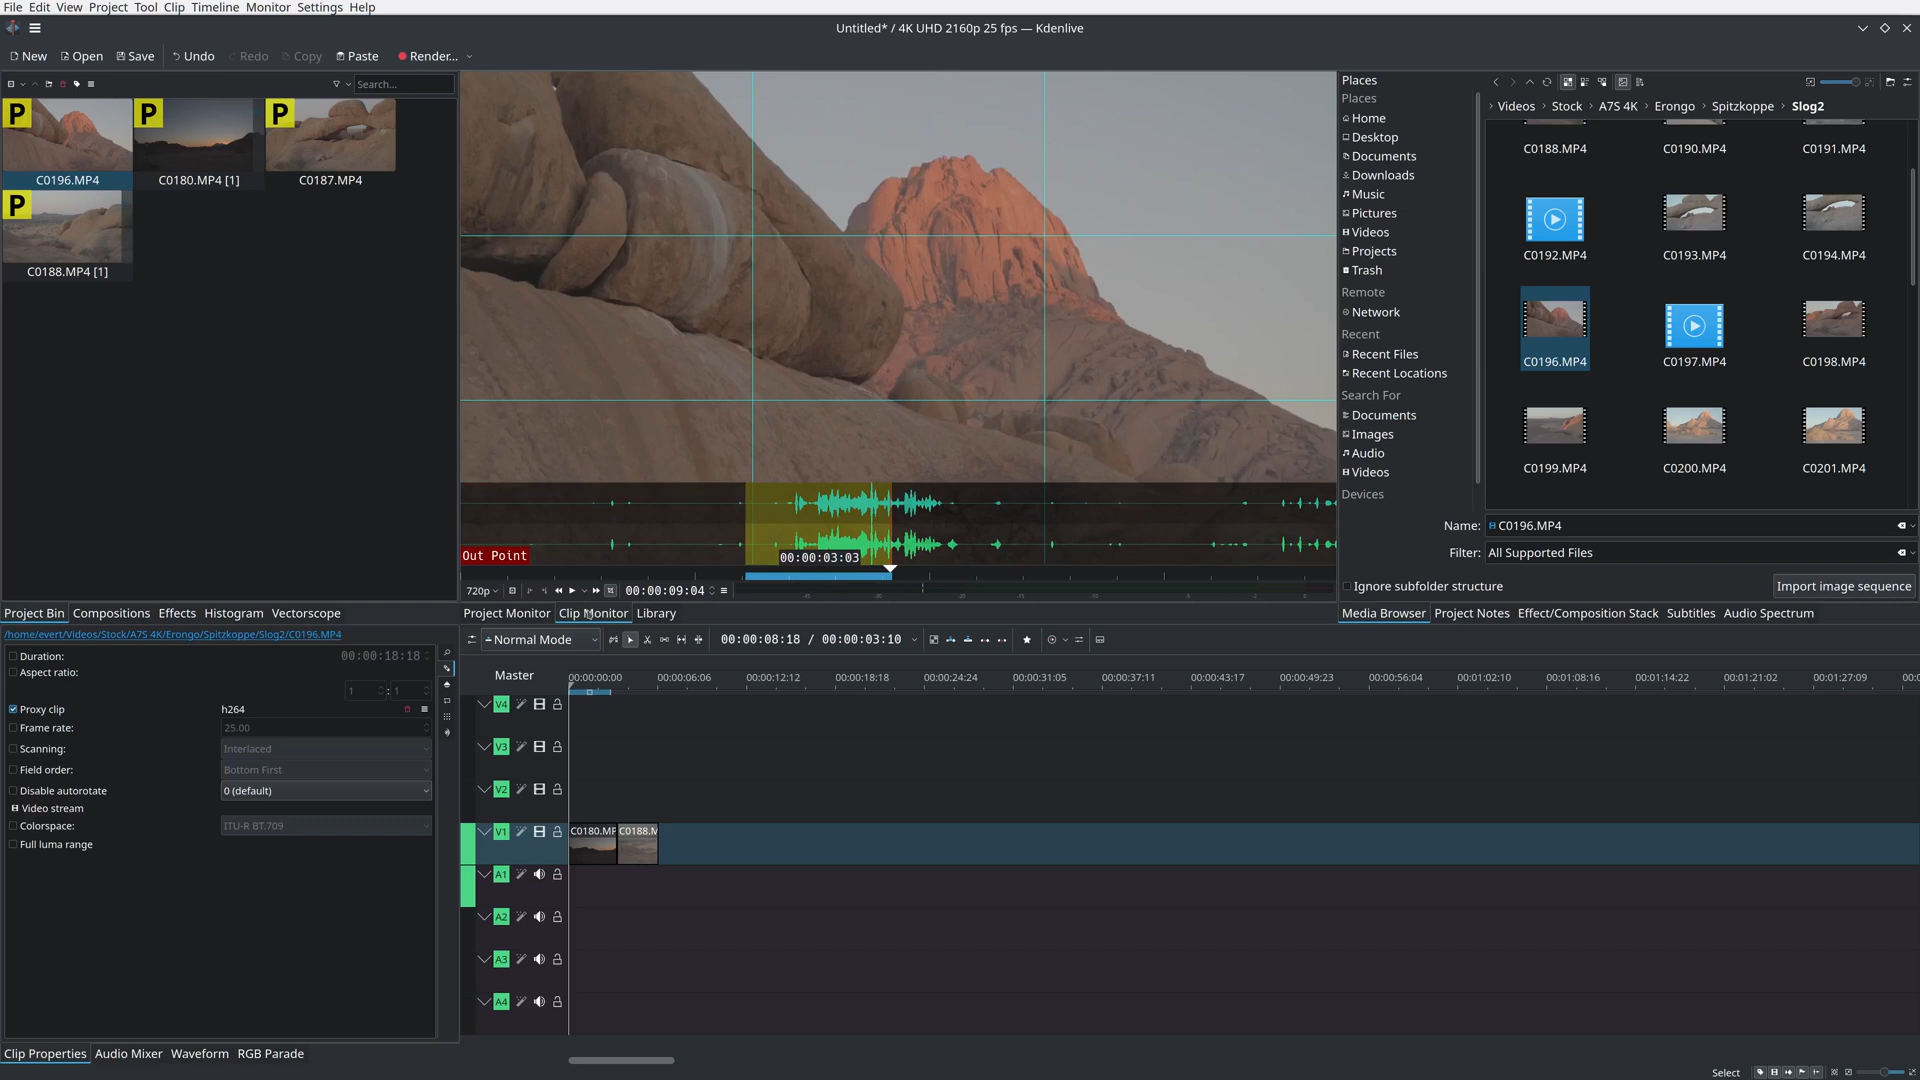 File Edit View Project Tool Clip Timeline Monitor Settings Help
Untitled* / 4K UHD 2160p 25 fps — Kdenlive
New Open Save Undo Redo Copy Paste Render...
Search...
P
C0196.MP4
P
C0180.MP4 [1]
P
C0187.MP4
P
C0188.MP4 [1]
Out Point
00:00:03:03
720p 00:00:09:04
-45 -30 -20 -15 -10 -5 -2 0
Places
Places
Home
Desktop
Documents
Downloads
Music
Pictures
Videos
Projects
Trash
Remote
Network
Recent
Recent Files
Recent Locations
Search For
Documents
Images
Audio
Videos
Devices
Videos Stock A7S 4K Erongo Spitzkoppe Slog2
C0188.MP4 C0190.MP4 C0191.MP4
C0192.MP4 C0193.MP4 C0194.MP4
C0196.MP4 C0197.MP4 C0198.MP4
C0199.MP4 C0200.MP4 C0201.MP4
Name: C0196.MP4
Filter: All Supported Files
Ignore subfolder structure Import image sequence
Project Bin Compositions Effects Histogram Vectorscope
Project Monitor Clip Monitor Library
Media Browser Project Notes Effect/Composition Stack Subtitles Audio Spectrum
/home/evert/Videos/Stock/A7S 4K/Erongo/Spitzkoppe/Slog2/C0196.MP4
Duration: 00:00:18:18
Aspect ratio:
1 : 1
Proxy clip h264
Frame rate: 25.00
Scanning: Interlaced
Field order: Bottom First
Disable autorotate 0 (default)
Video stream
Colorspace: ITU-R BT.709
Full luma range
Clip Properties Audio Mixer Waveform RGB Parade
Normal Mode 00:00:08:18 / 00:00:03:10
Master
00:00:00:00 00:00:06:06 00:00:12:12 00:00:18:18 00:00:24:24 00:00:31:05 00:00:37:11 00:00:43:17 00:00:49:23 00:00:56:04 00:01:02:10 00:01:08:16 00:01:14:22 00:01:21:02 00:01:27:09
V4
V3
V2
V1 C0180.MP C0188.M
A1
A2
A3
A4
Select